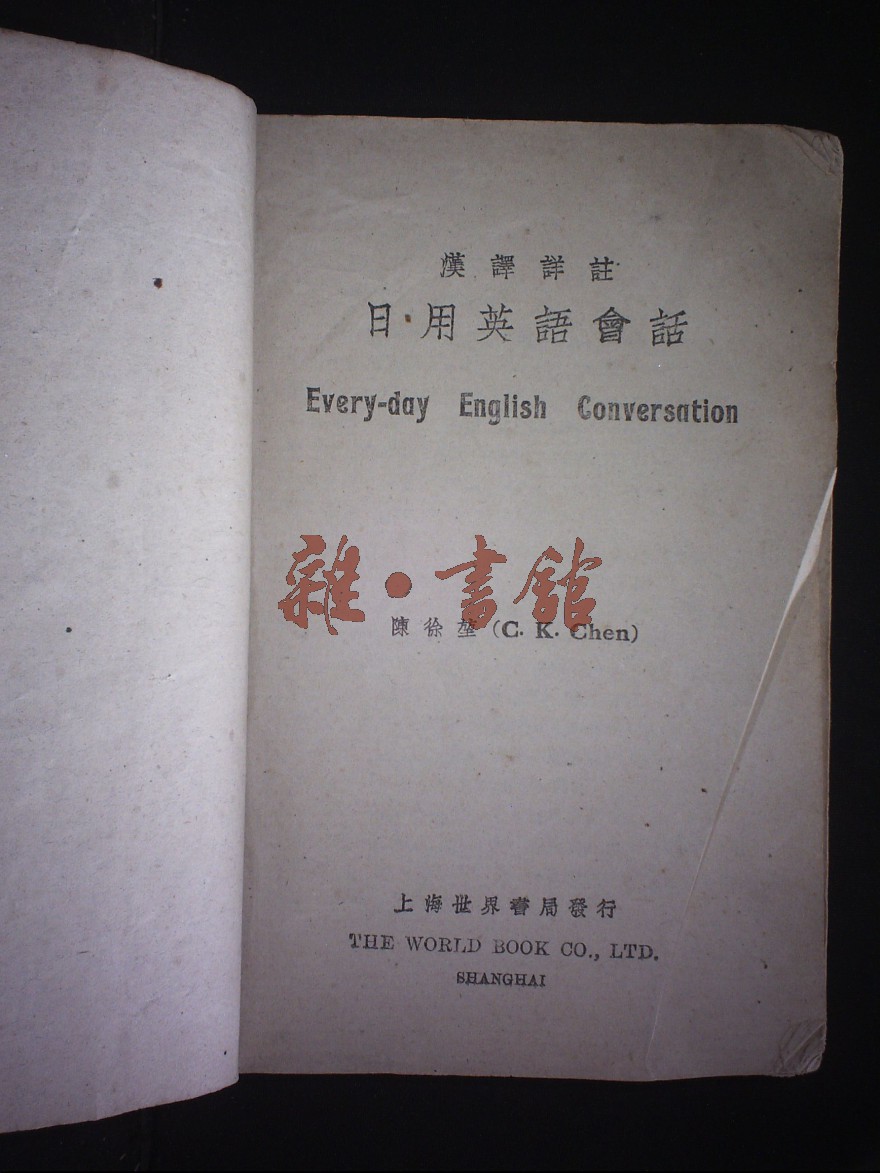 漢譯詳註
日用英語會話
Every-day English Conversation
雜·書館
陳徐堃 (C. K. Chen)
上海世界書局發行
THE WORLD BOOK CO., LTD.
SHANGHAI